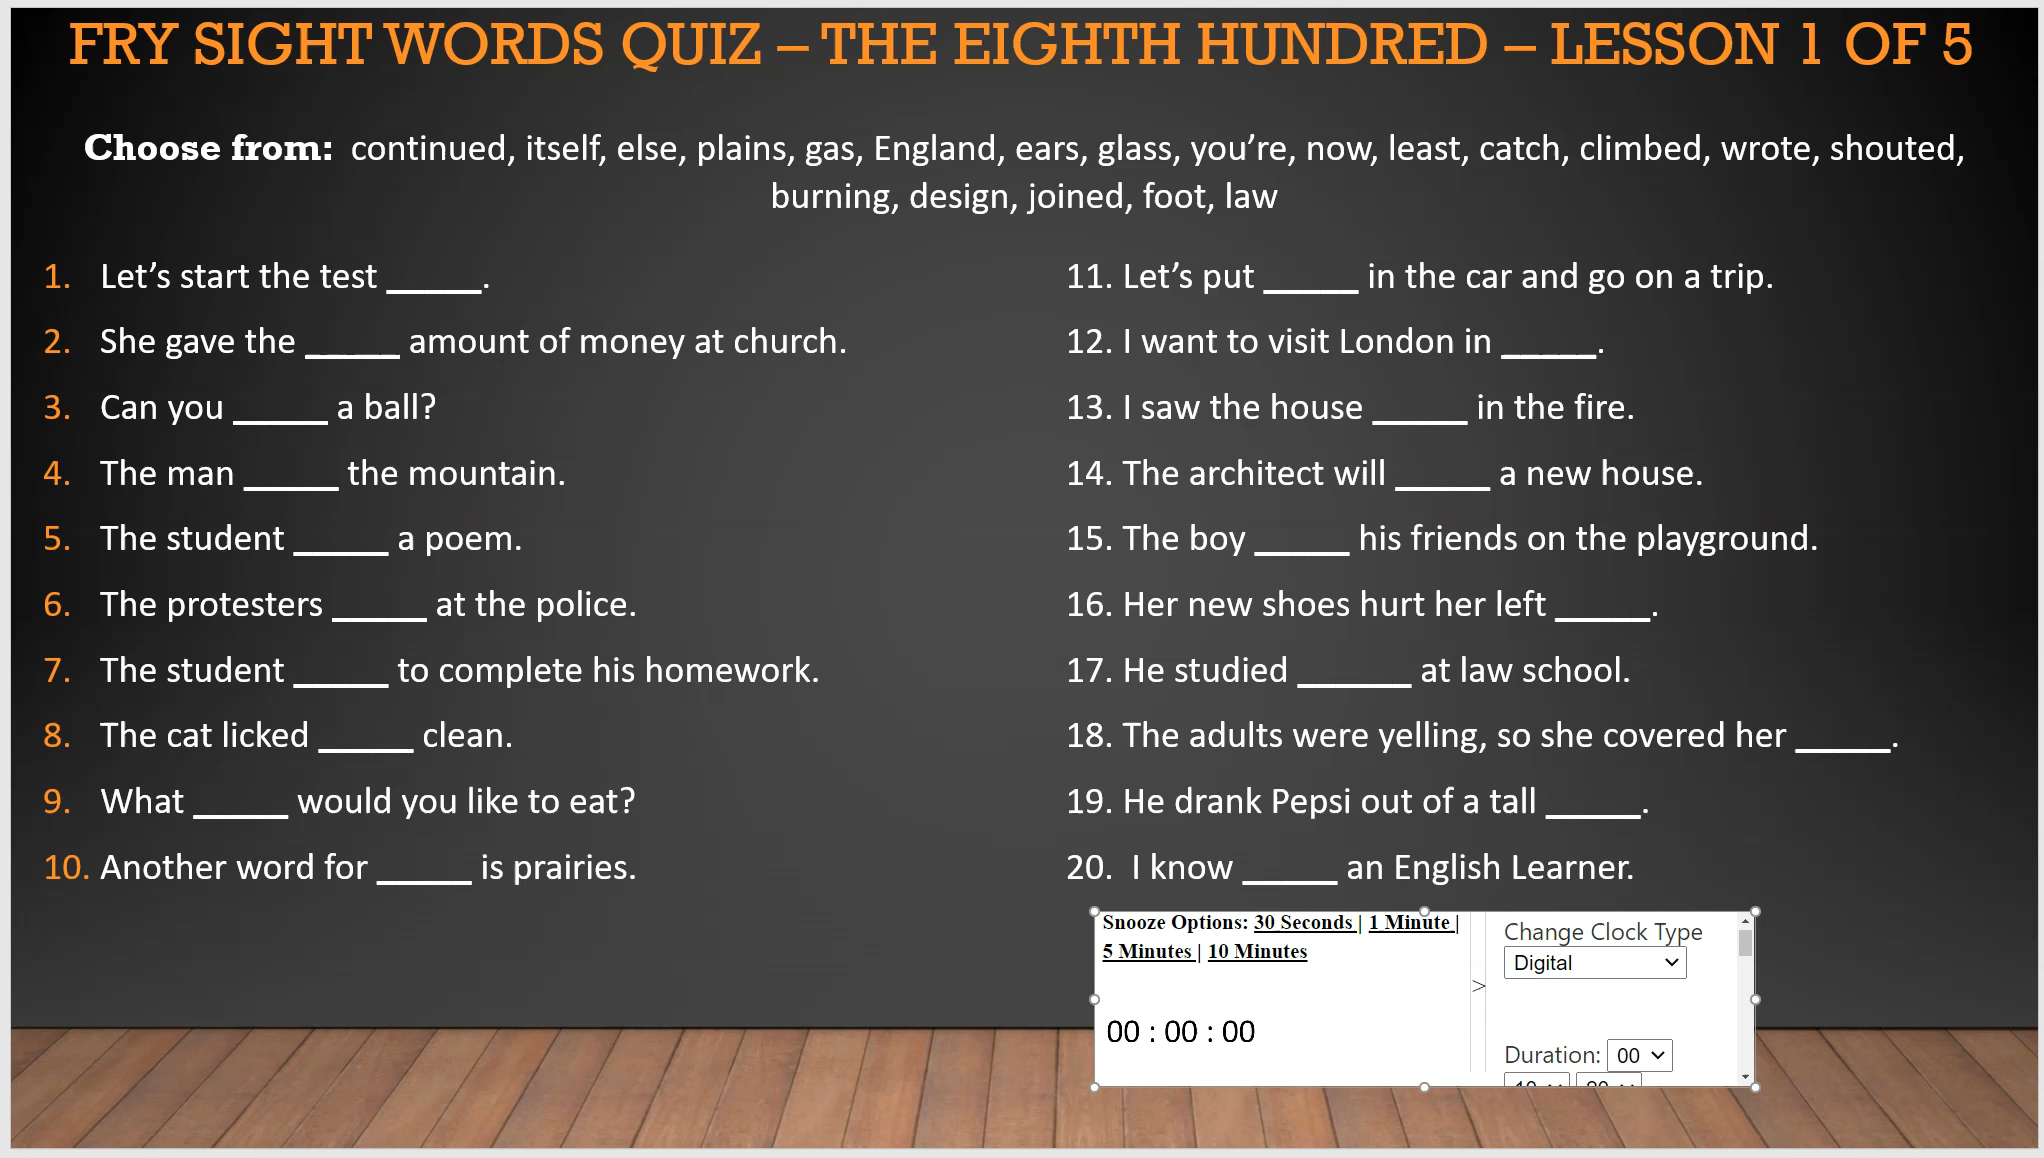 FRY SIGHT WORDS QUIZ – THE EIGHTH HUNDRED – LESSON 1 OF 5
Choose from: continued, itself, else, plains, gas, England, ears, glass, you’re, now, least, catch, climbed, wrote, shouted,
burning, design, joined, foot, law
1. Let’s start the test _____.
2. She gave the _____ amount of money at church.
3. Can you _____ a ball?
4. The man _____ the mountain.
5. The student _____ a poem.
6. The protesters _____ at the police.
7. The student _____ to complete his homework.
8. The cat licked _____ clean.
9. What _____ would you like to eat?
10. Another word for _____ is prairies.
11. Let’s put _____ in the car and go on a trip.
12. I want to visit London in _____.
13. I saw the house _____ in the fire.
14. The architect will _____ a new house.
15. The boy _____ his friends on the playground.
16. Her new shoes hurt her left _____.
17. He studied ______ at law school.
18. The adults were yelling, so she covered her _____.
19. He drank Pepsi out of a tall _____.
20. I know _____ an English Learner.
Snooze Options: 30 Seconds | 1 Minute |
5 Minutes | 10 Minutes
00 : 00 : 00
>
Change Clock Type
Digital
Duration: 00